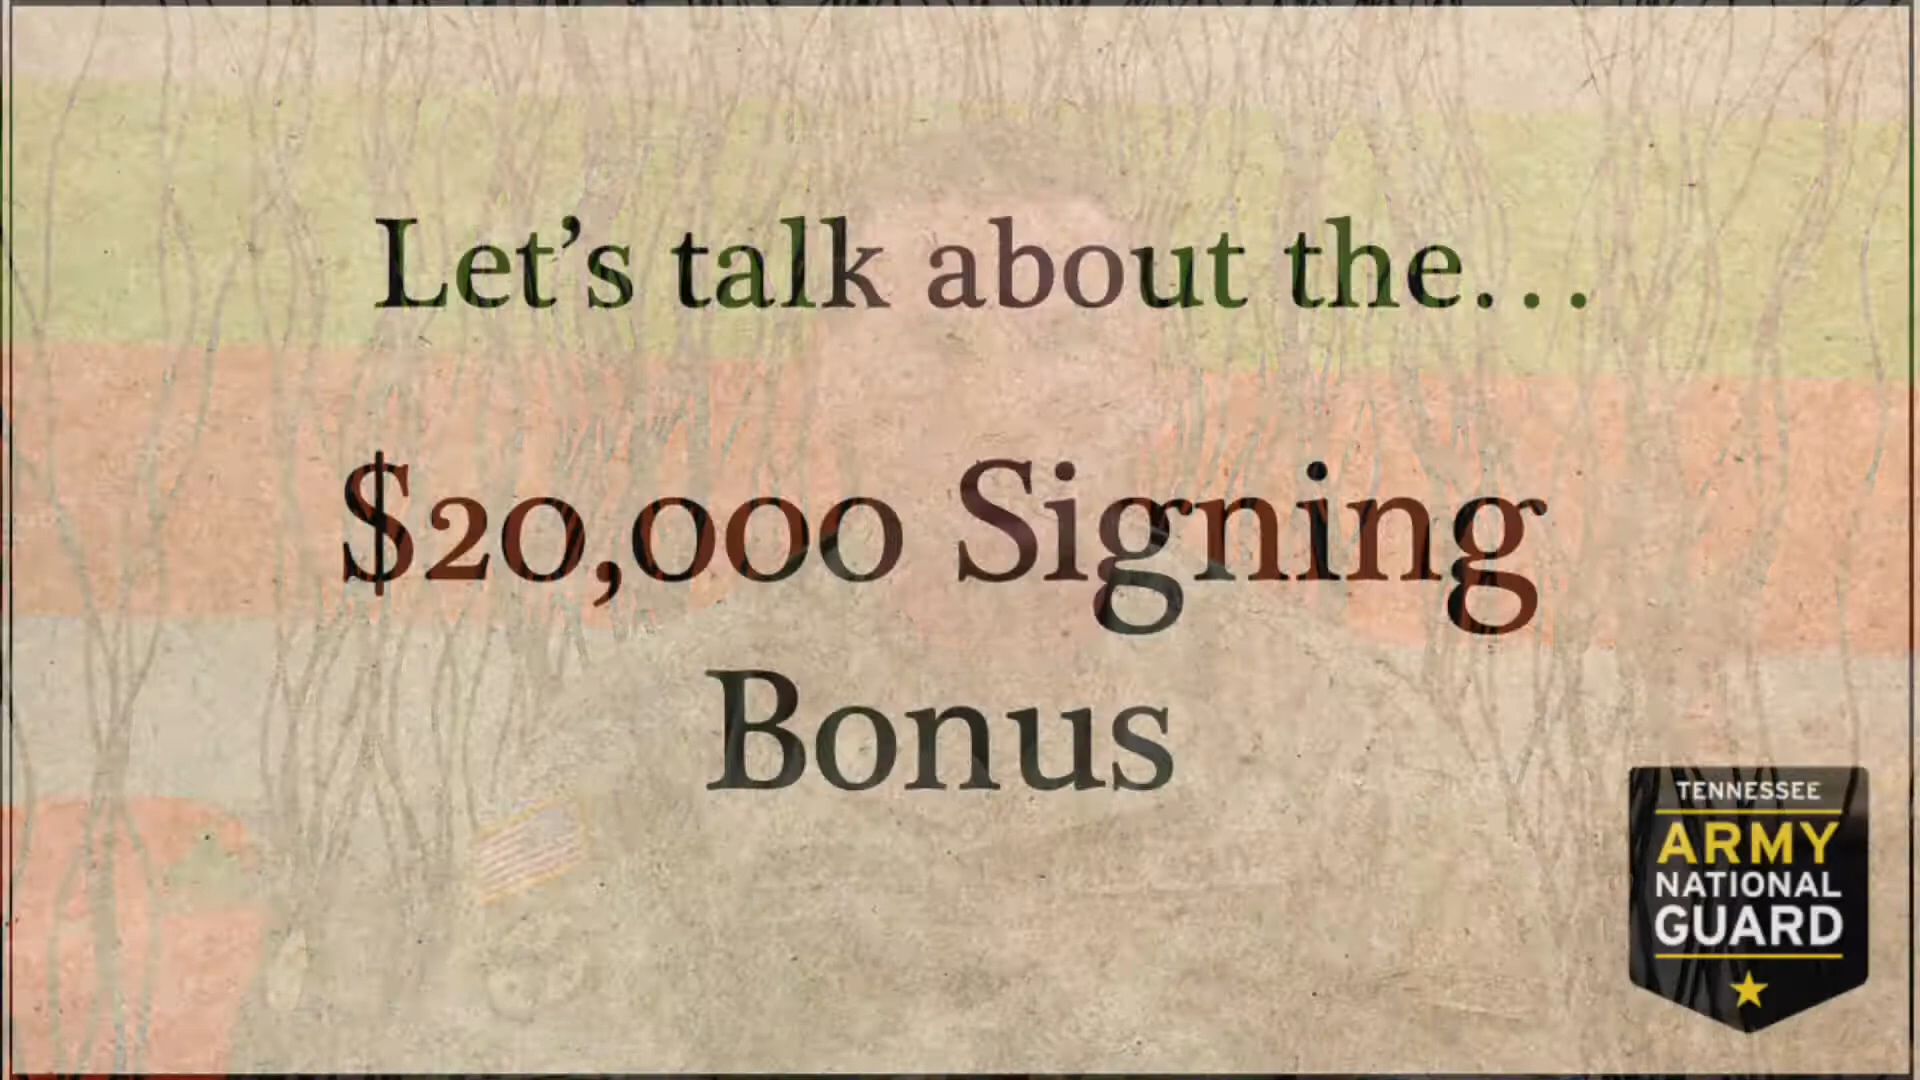 Let’s talk about the…
$20,000 Signing
Bonus
TENNESSEE
ARMY
NATIONAL
GUARD